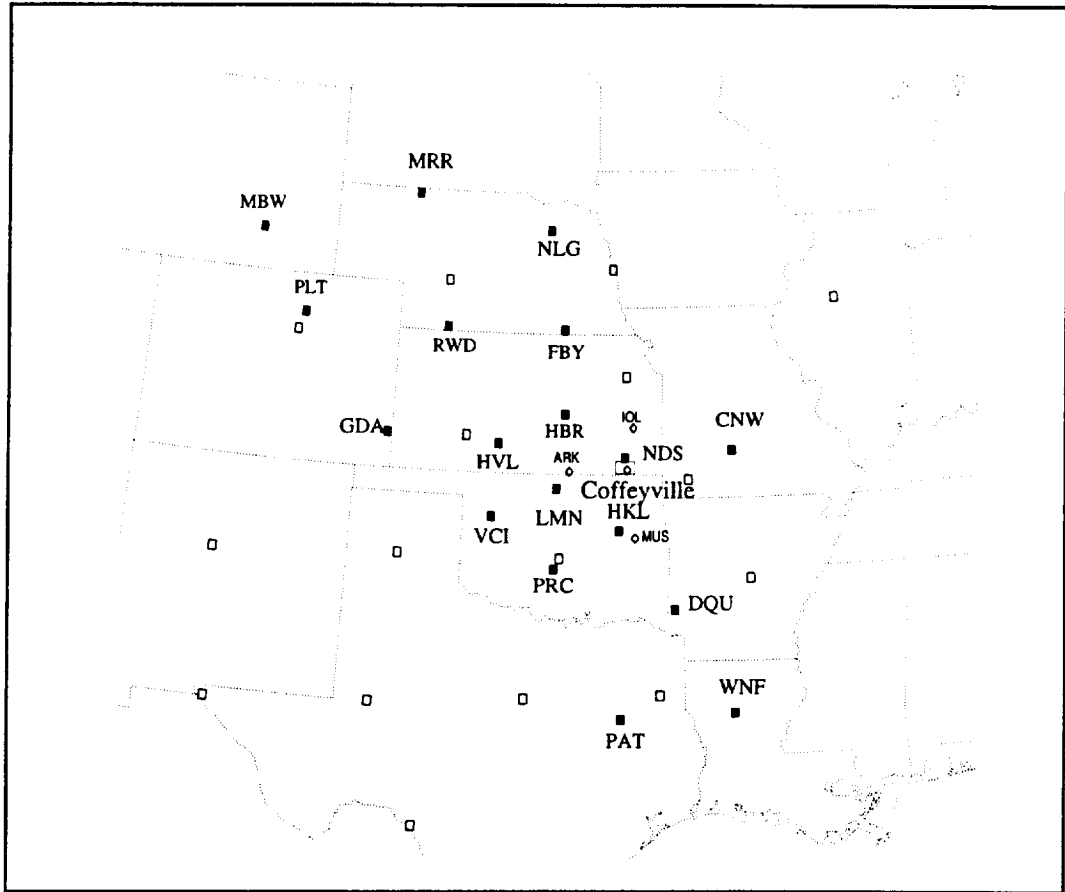 MRR
MBW
NLG
PLT
RWD
FBY
GDA
HVL
HBR
IOL
CNW
ARK
NDS
Coffeyville
LMN
HKL
VCI
MUS
PRC
DQU
WNF
PAT